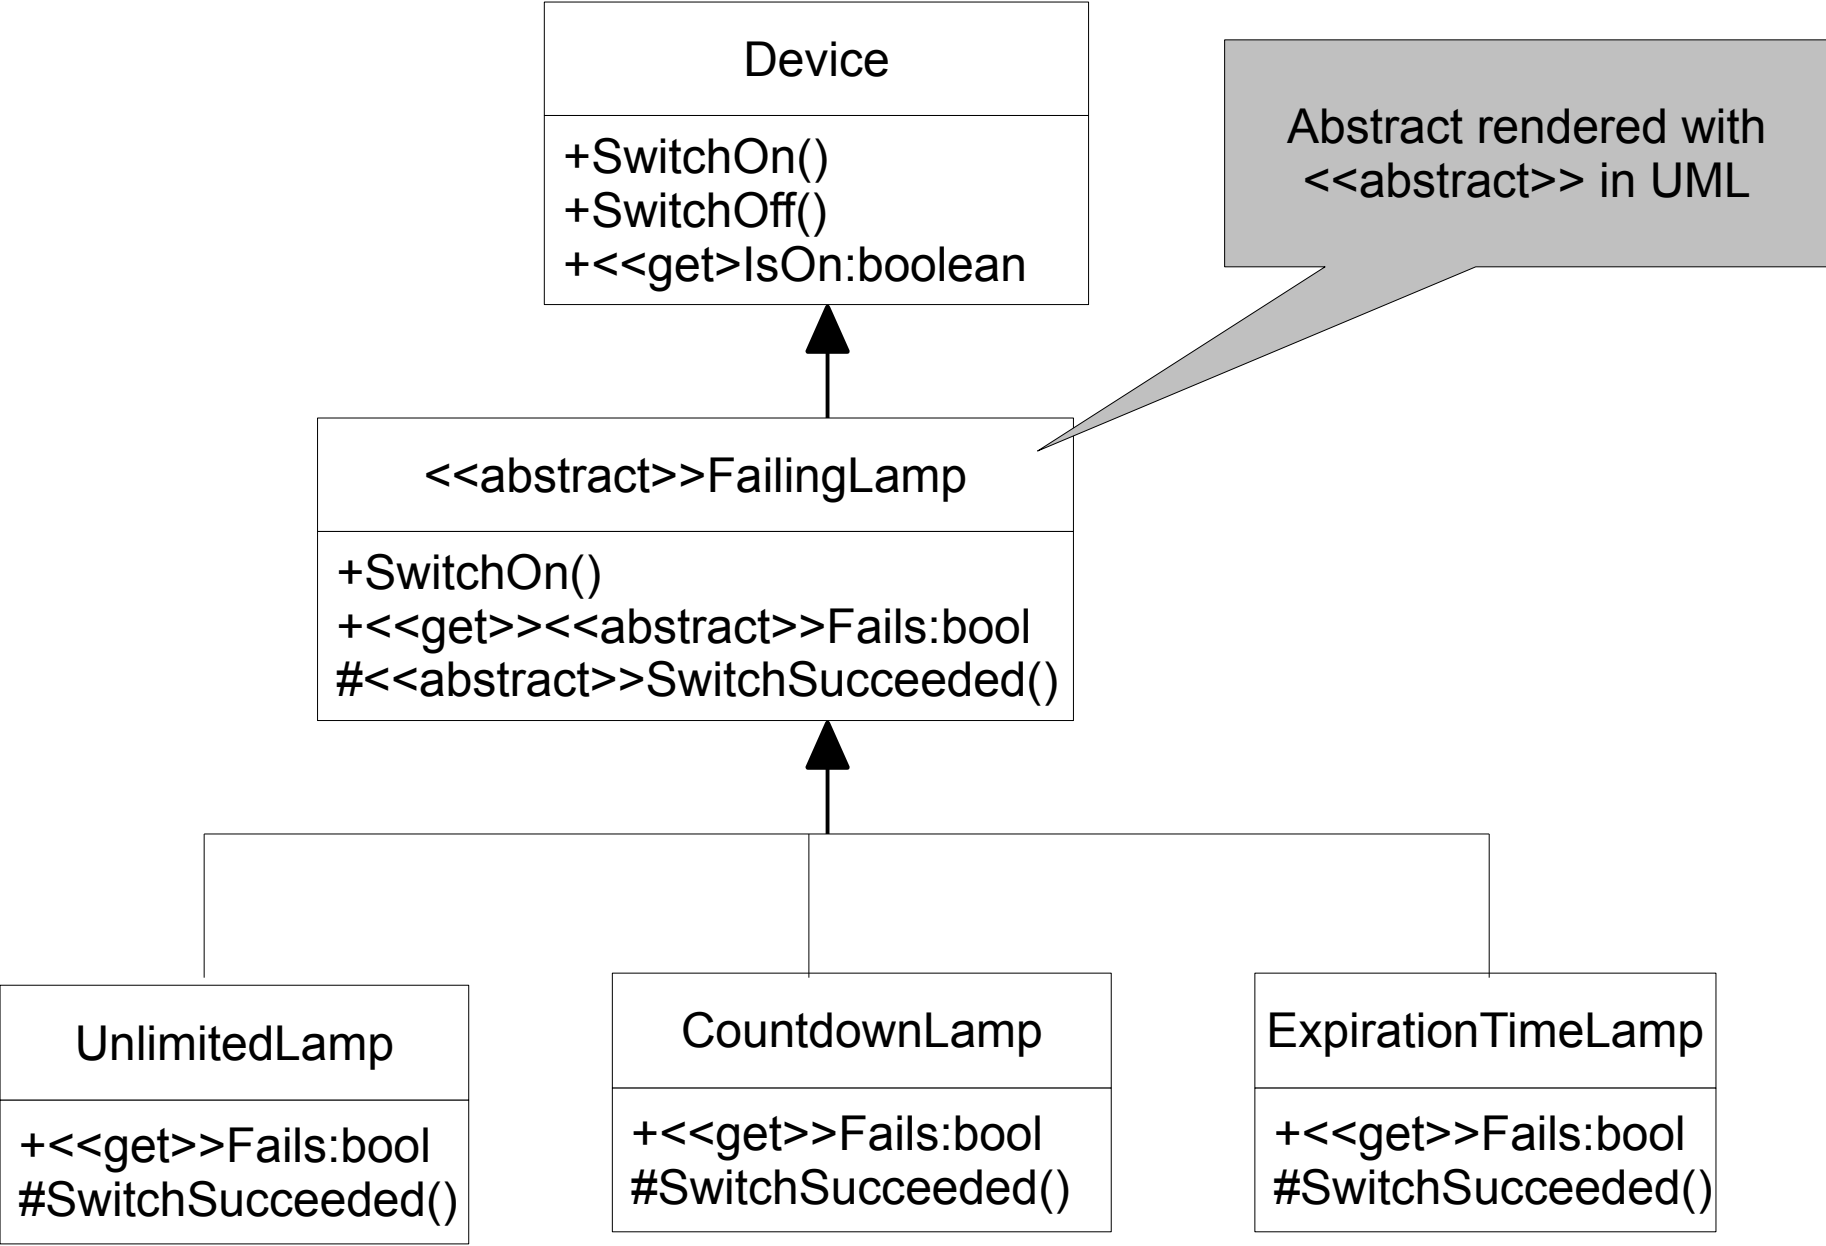 Device
+SwitchOn()
+SwitchOff()
+<<get>IsOn:boolean
Abstract rendered with
<<abstract>> in UML
<<abstract>>FailingLamp
+SwitchOn()
+<<get>><<abstract>>Fails:bool
#<<abstract>>SwitchSucceeded()
UnlimitedLamp
+<<get>>Fails:bool
#SwitchSucceeded()
CountdownLamp
+<<get>>Fails:bool
#SwitchSucceeded()
ExpirationTimeLamp
+<<get>>Fails:bool
#SwitchSucceeded()